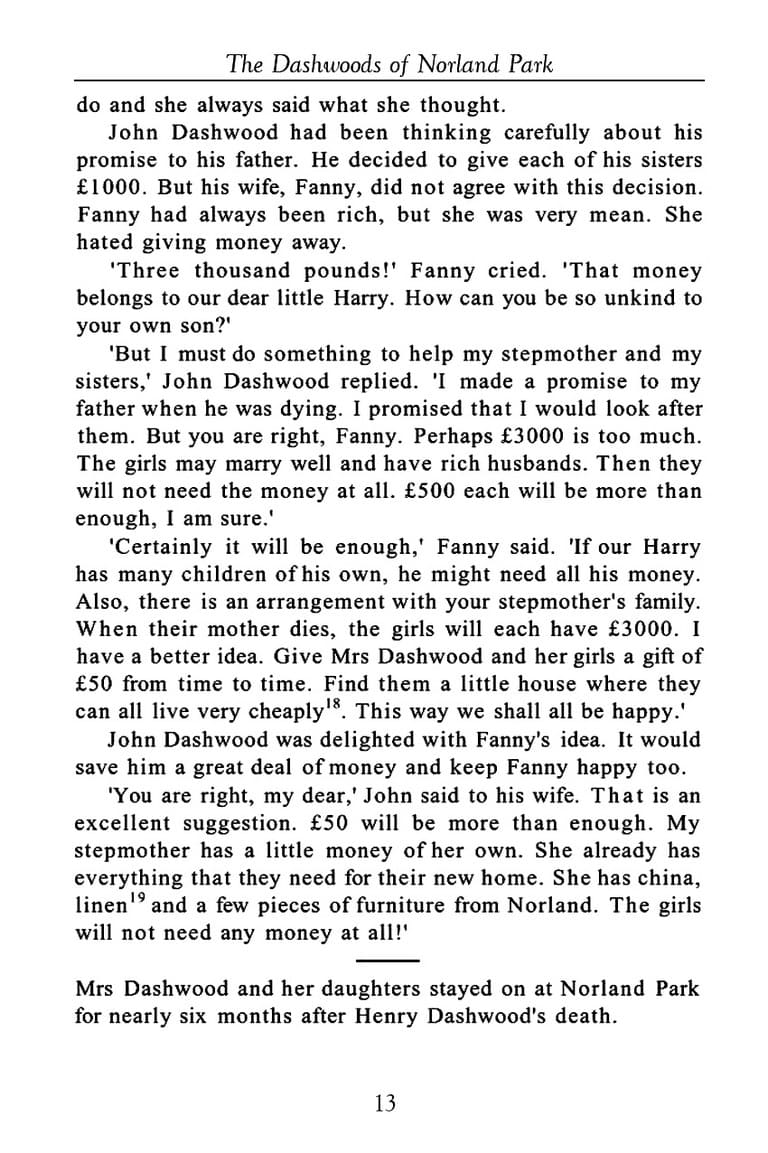 The Dashwoods of Norland Park
do and she always said what she thought.
John Dashwood had been thinking carefully about his
promise to his father. He decided to give each of his sisters
£1000. But his wife, Fanny, did not agree with this decision.
Fanny had always been rich, but she was very mean. She
hated giving money away.
'Three thousand pounds!' Fanny cried. 'That money
belongs to our dear little Harry. How can you be so unkind to
your own son?'
'But I must do something to help my stepmother and my
sisters,' John Dashwood replied. 'I made a promise to my
father when he was dying. I promised that I would look after
them. But you are right, Fanny. Perhaps £3000 is too much.
The girls may marry well and have rich husbands. Then they
will not need the money at all. £500 each will be more than
enough, I am sure.'
'Certainly it will be enough,' Fanny said. 'If our Harry
has many children of his own, he might need all his money.
Also, there is an arrangement with your stepmother's family.
When their mother dies, the girls will each have £3000. I
have a better idea. Give Mrs Dashwood and her girls a gift of
£50 from time to time. Find them a little house where they
can all live very cheaply¹⁸. This way we shall all be happy.'
John Dashwood was delighted with Fanny's idea. It would
save him a great deal of money and keep Fanny happy too.
'You are right, my dear,' John said to his wife. That is an
excellent suggestion. £50 will be more than enough. My
stepmother has a little money of her own. She already has
everything that they need for their new home. She has china,
linen¹⁹ and a few pieces of furniture from Norland. The girls
will not need any money at all!'
Mrs Dashwood and her daughters stayed on at Norland Park
for nearly six months after Henry Dashwood's death.
13